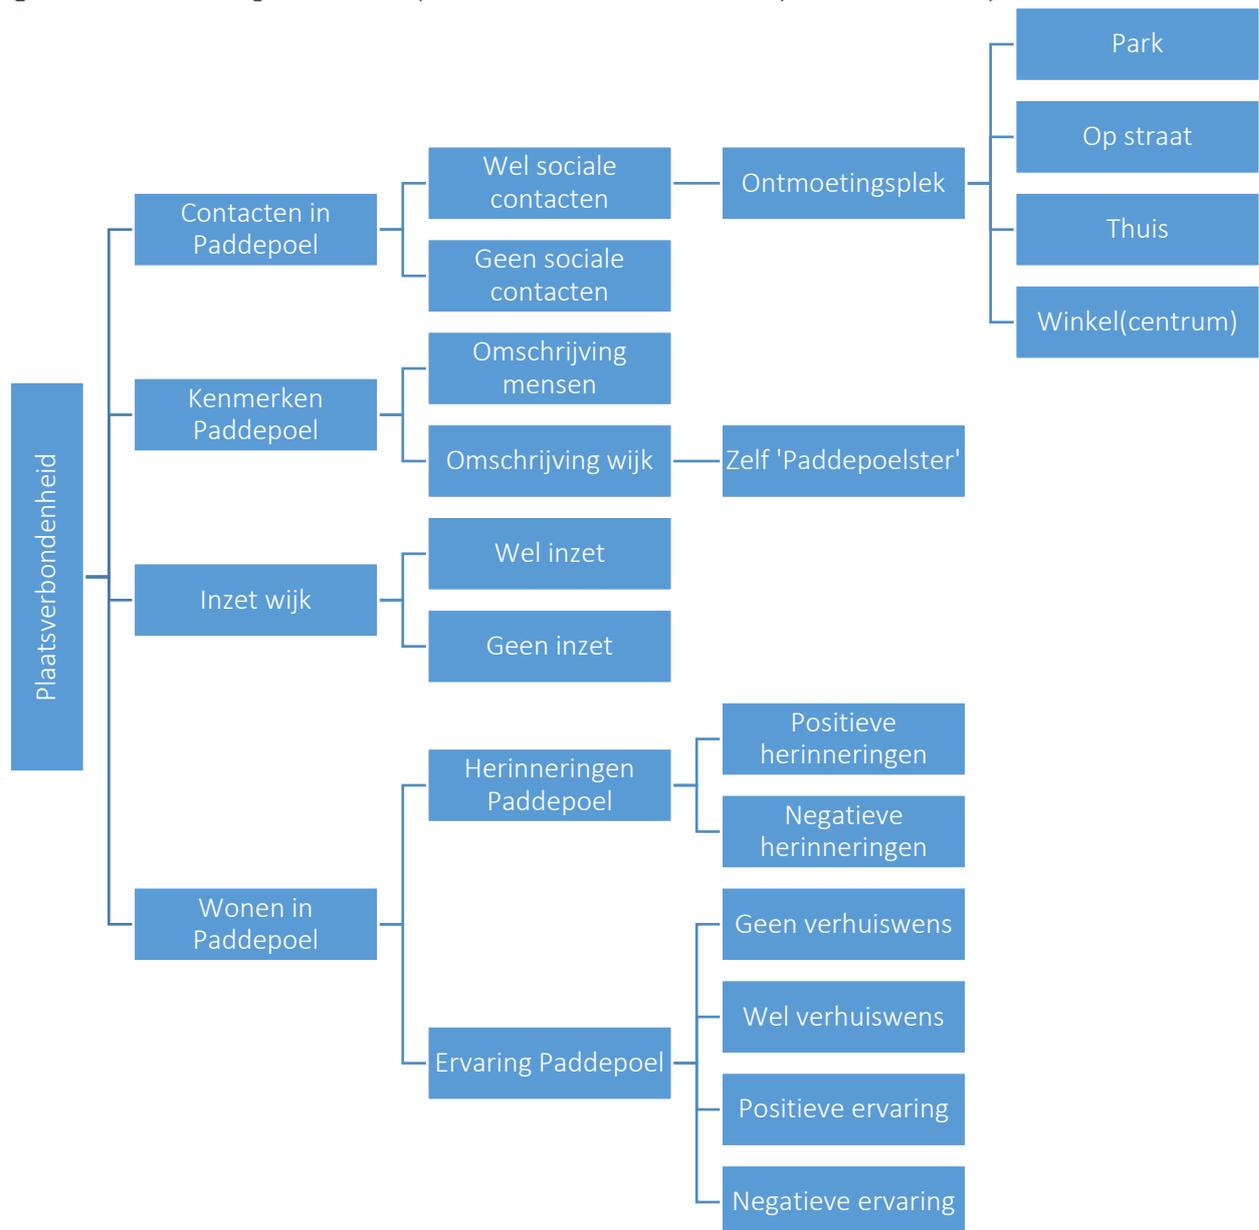 Plaatsverbondenheid
Contacten in
Paddepoel
Wel sociale
contacten
Ontmoetingsplek
Park
Op straat
Thuis
Winkel(centrum)
Geen sociale
contacten
Kenmerken
Paddepoel
Omschrijving
mensen
Omschrijving wijk
Zelf 'Paddepoelster'
Inzet wijk
Wel inzet
Geen inzet
Wonen in
Paddepoel
Herinneringen
Paddepoel
Positieve
herinneringen
Negatieve
herinneringen
Ervaring Paddepoel
Geen verhuiswens
Wel verhuiswens
Positieve ervaring
Negatieve ervaring